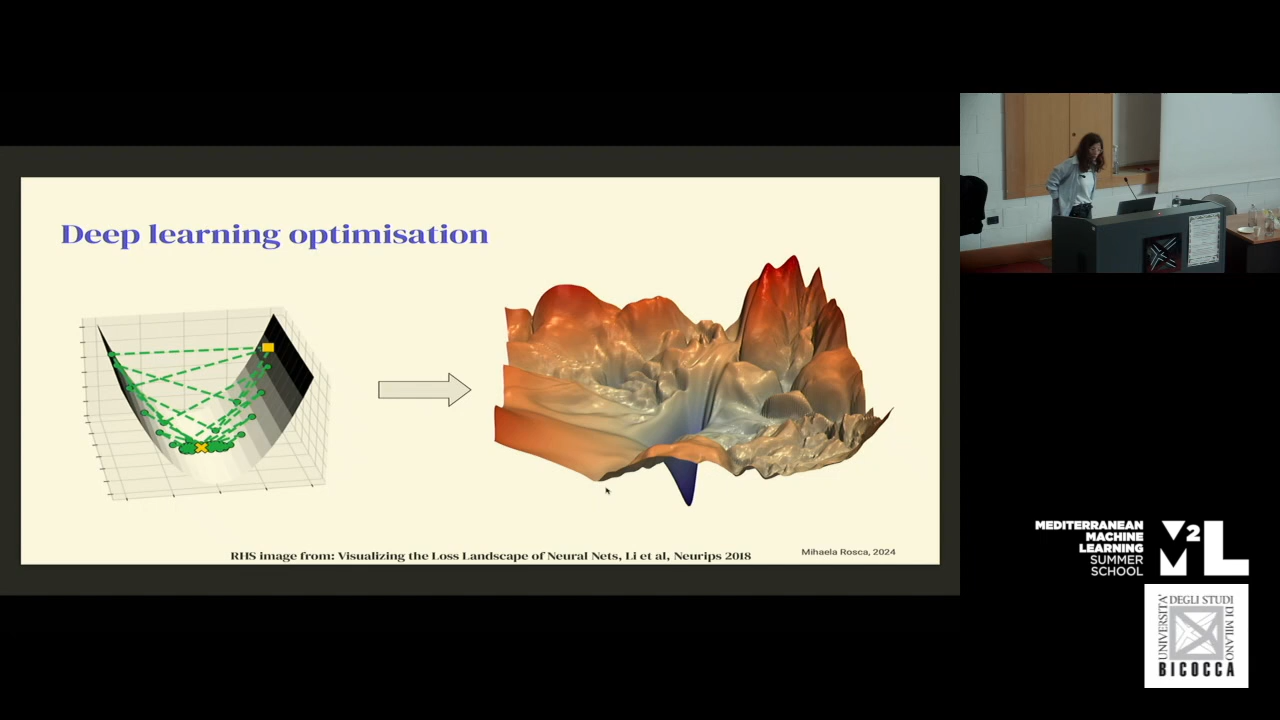 Deep learning optimisation
RHS image from: Visualizing the Loss Landscape of Neural Nets, Li et al, Neurips 2018
Mihaela Rosca, 2024
MEDITERRANEAN
MACHINE
LEARNING
SUMMER
SCHOOL
M2L
UNIVERSITA'
DEGLI STUDI
DI MILANO
BICOCCA